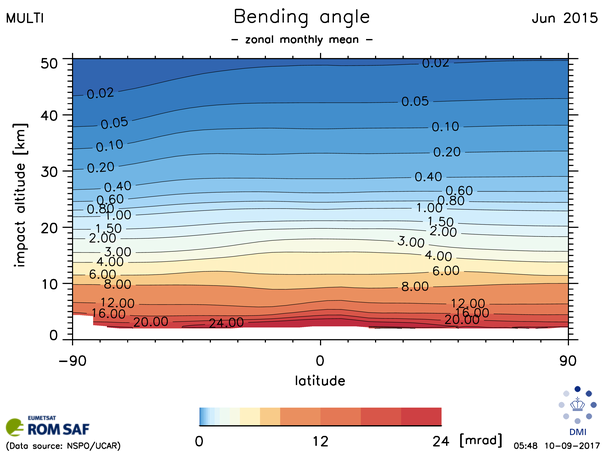 MULTI Bending angle Jun 2015
– zonal monthly mean –
50
0.02 0.02
40
0.05 0.05
0.10 0.10
30
0.20 0.20
0.40 0.40
0.60 0.60
0.80 0.80
1.00 1.00
20
1.50 1.50
2.00 2.00
3.00 3.00
4.00 4.00
6.00 6.00
10
8.00 8.00
12.00 12.00
16.00 16.00
20.00 24.00 20.00
0
impact altitude [km]
−90 0 90
latitude
0 12 24 [mrad]
EUMETSAT
ROM SAF
(Data source: NSPO/UCAR)
DMI
05:48 10-09-2017